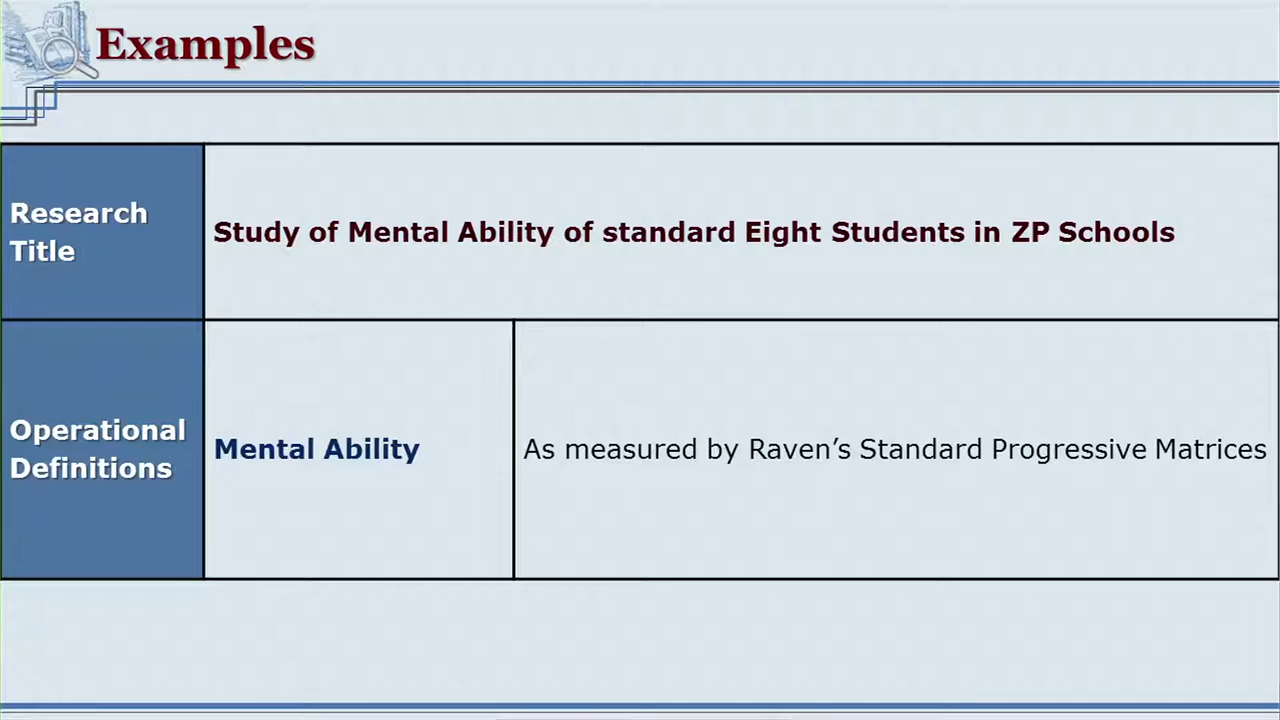 Examples
Research
Title
Study of Mental Ability of standard Eight Students in ZP Schools
Operational
Definitions
Mental Ability
As measured by Raven’s Standard Progressive Matrices